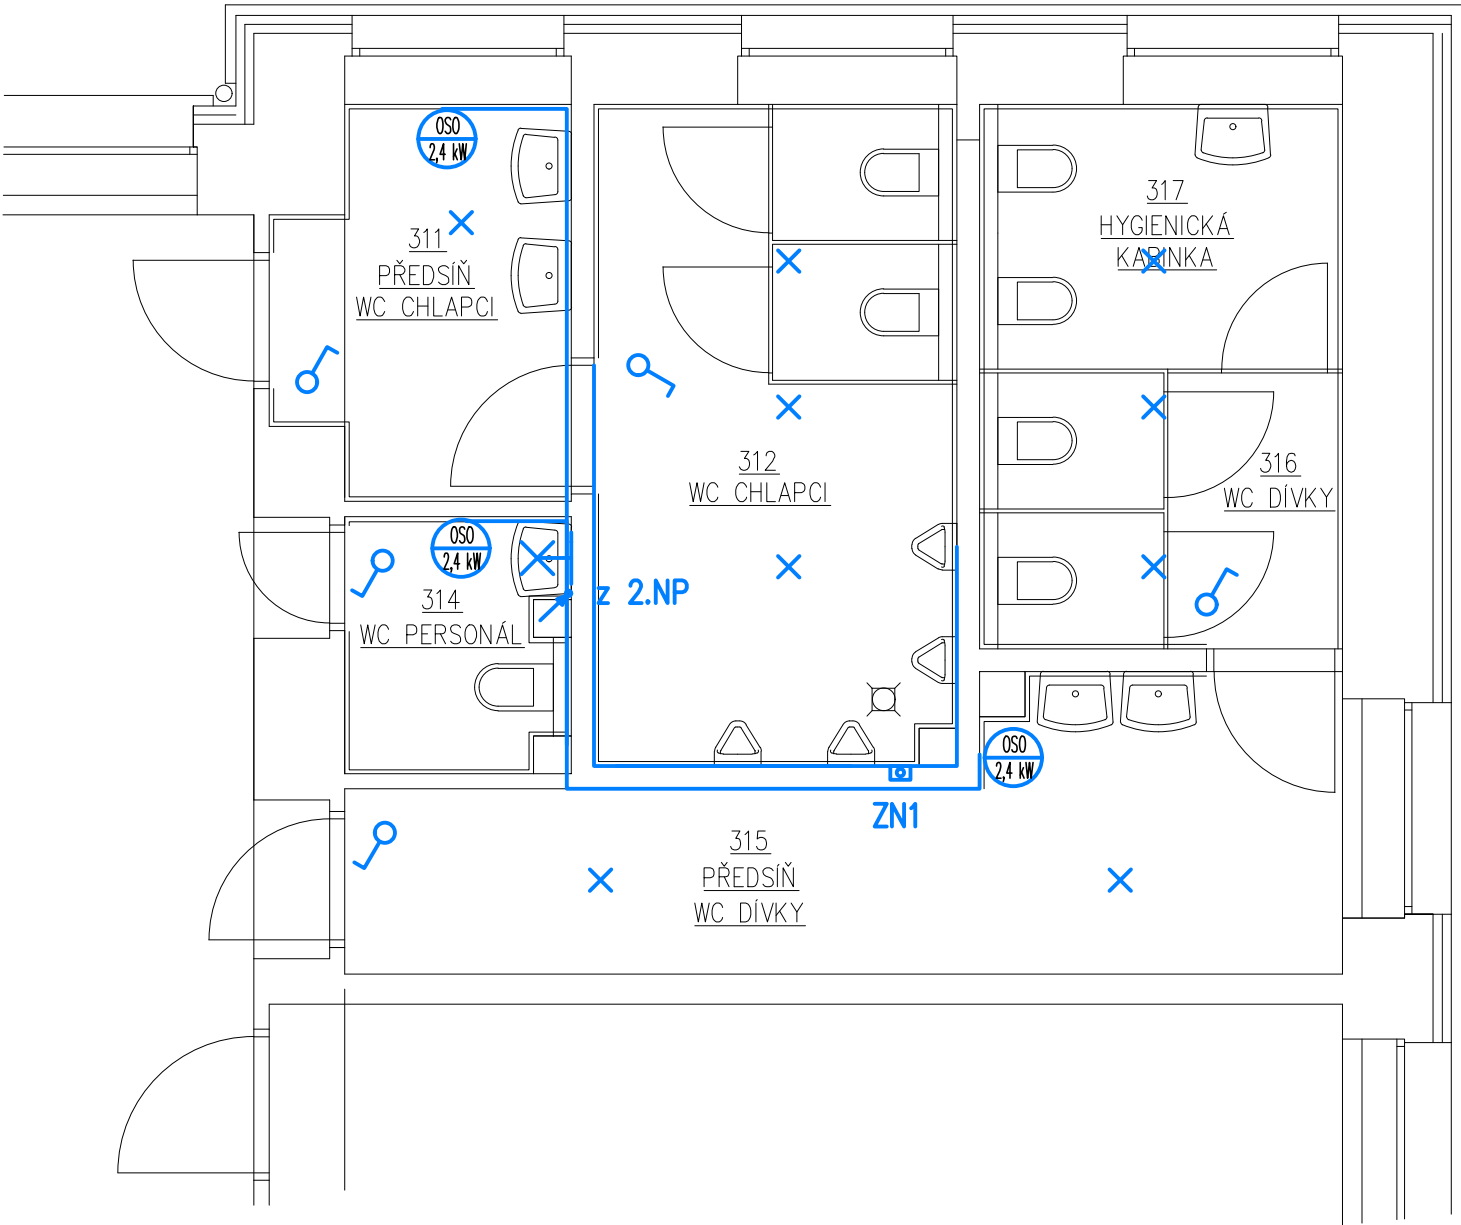 OSO
2,4 kW
311
PŘEDSÍŇ
WC CHLAPCI
317
HYGIENICKÁ
KABINKA
312
WC CHLAPCI
316
WC DÍVKY
OSO
2,4 kW
z 2.NP
314
WC PERSONÁL
OSO
2,4 kW
ZN1
315
PŘEDSÍŇ
WC DÍVKY